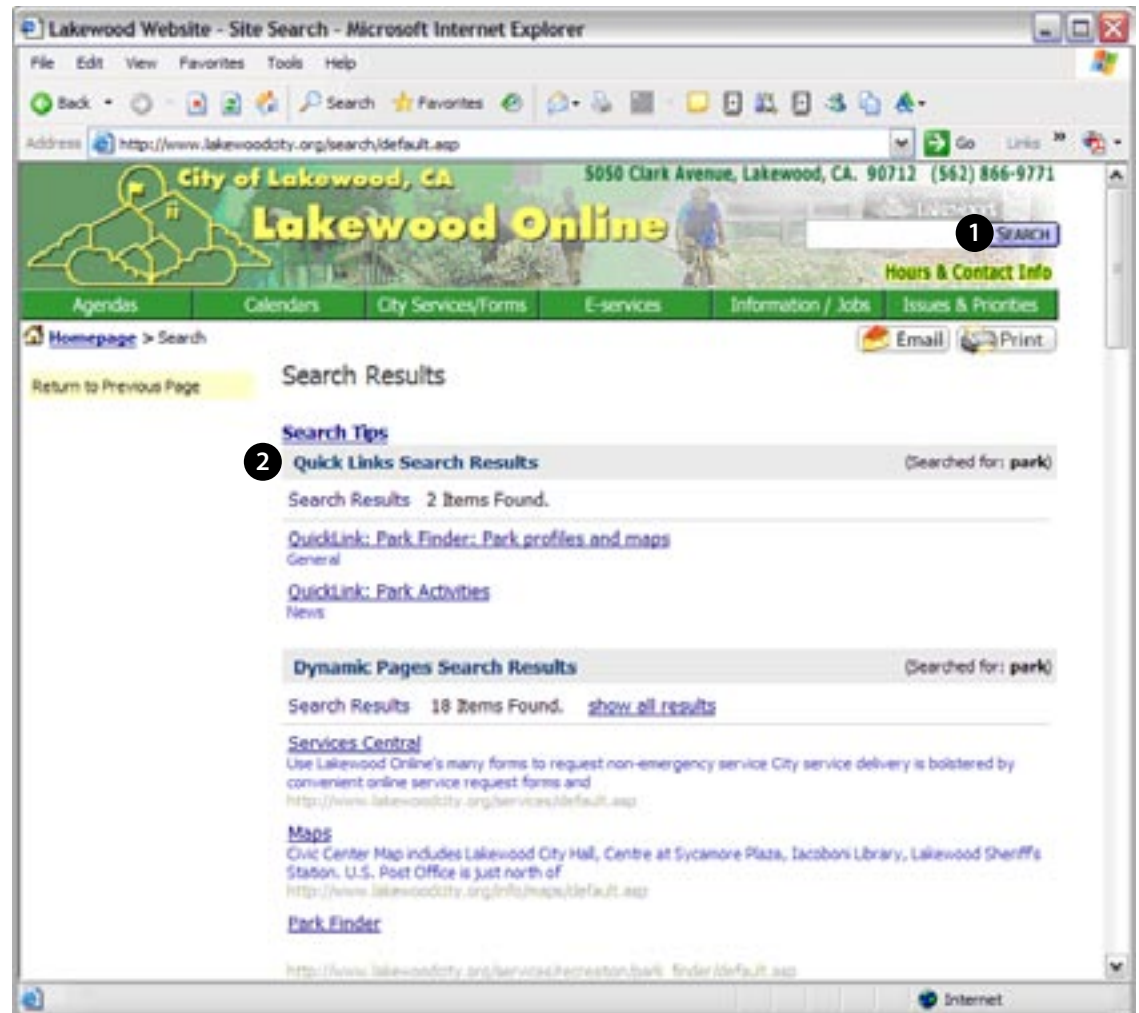 Lakewood Website - Site Search - Microsoft Internet Explorer
File Edit View Favorites Tools Help
Back Search Favorites
Address http://www.lakewoodcity.org/search/default.asp Go Links
City of Lakewood, CA 5050 Clark Avenue, Lakewood, CA. 90712 (562) 866-9771
Lakewood Online
1 SEARCH
Hours & Contact Info
Agendas Calendars City Services/Forms E-services Information / Jobs Issues & Priorities
Homepage > Search Email Print
Return to Previous Page
Search Results
Search Tips
2 Quick Links Search Results (Searched for: park)
Search Results 2 Items Found.
QuickLink: Park Finder: Park profiles and maps
General
QuickLink: Park Activities
News
Dynamic Pages Search Results (Searched for: park)
Search Results 18 Items Found. show all results
Services Central
Use Lakewood Online's many forms to request non-emergency service City service delivery is bolstered by
convenient online service request forms and
http://www.lakewoodcity.org/services/default.asp
Maps
Civic Center Map includes Lakewood City Hall, Centre at Sycamore Plaza, Iacoboni Library, Lakewood Sheriff's
Station. U.S. Post Office is just north of
http://www.lakewoodcity.org/info/maps/default.asp
Park Finder
http://www.lakewoodcity.org/services/recreation/park_finder/default.asp
Internet